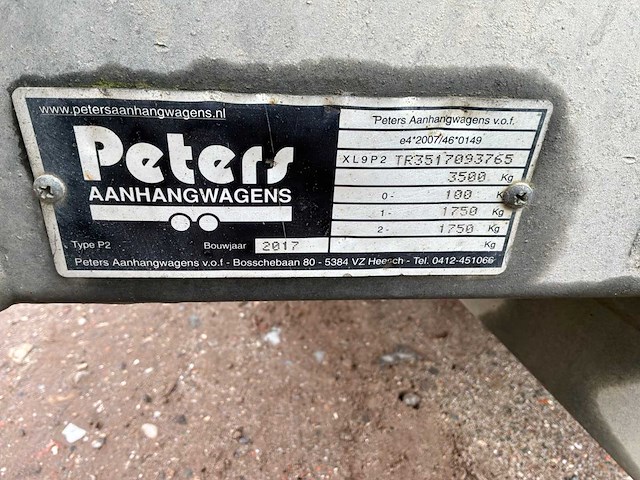 www.petersaanhangwagens.nl
Peters
AANHANGWAGENS
Type P2 Bouwjaar 2017
Peters Aanhangwagens v.o.f.
e4*2007/46*0149
XL9P2 TR3517093765
3500 Kg
0- 100 Kg
1- 1750 Kg
2- 1750 Kg
Kg
Peters Aanhangwagens v.o.f - Bosschebaan 80 - 5384 VZ Heesch - Tel. 0412-451066